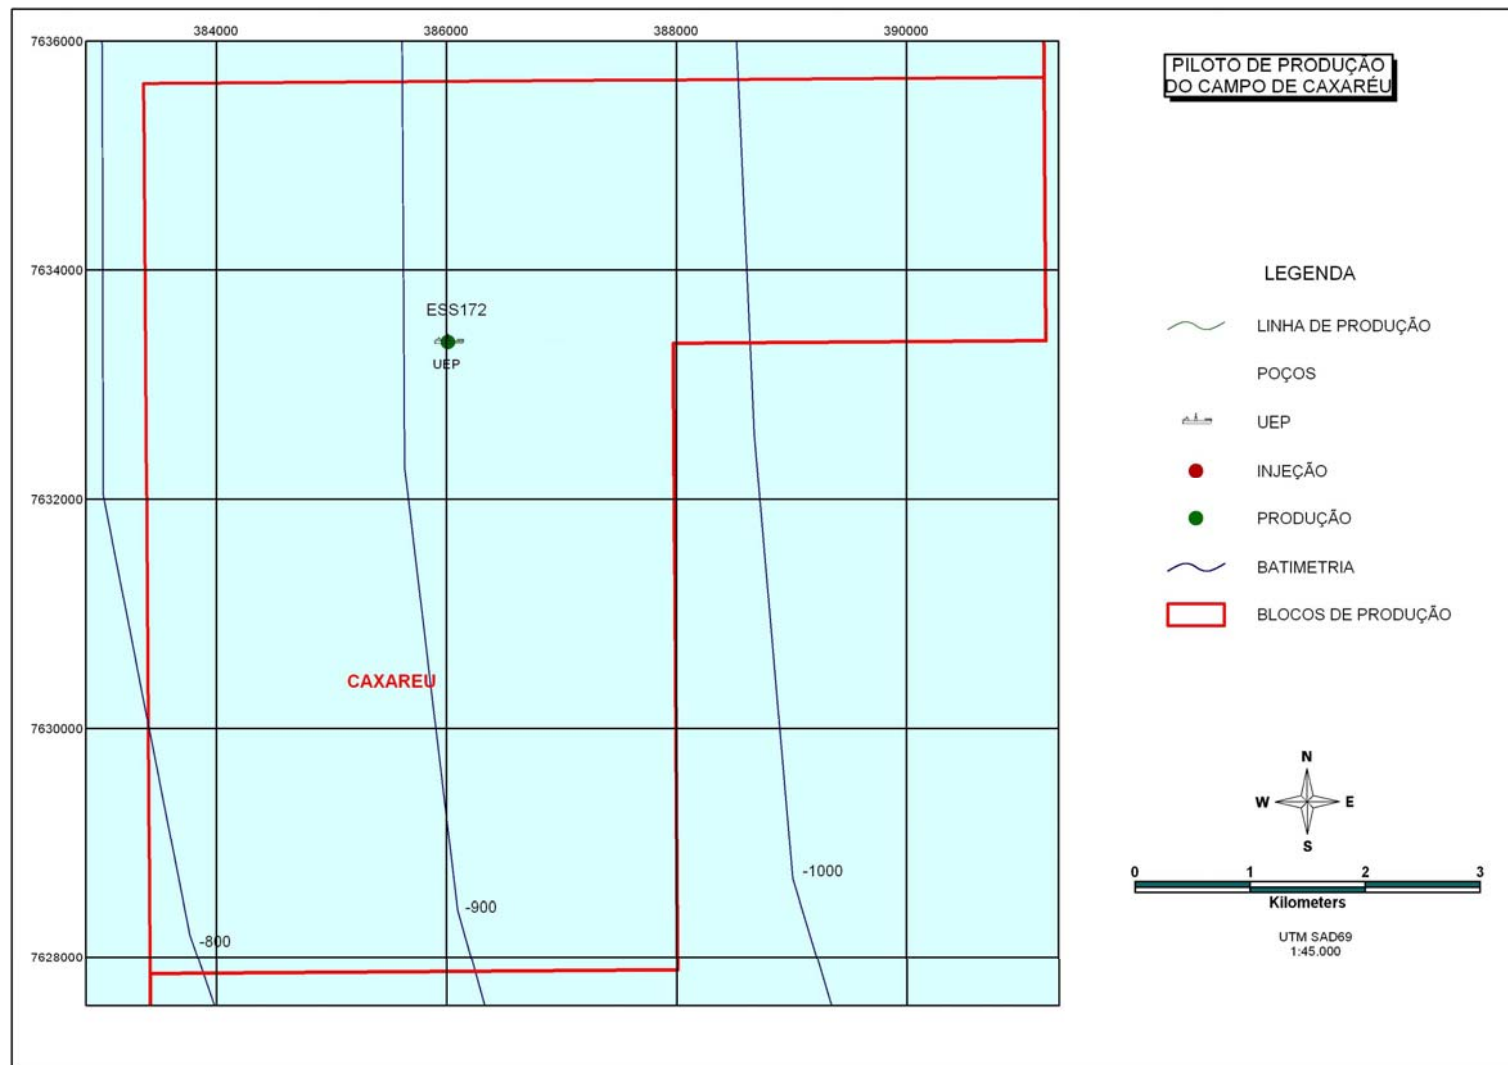 384000
386000
388000
390000
7636000
7634000
7632000
7630000
7628000
ESS172
UEP
CAXAREU
-800
-900
-1000
PILOTO DE PRODUÇÃO
DO CAMPO DE CAXARÉU
LEGENDA
LINHA DE PRODUÇÃO
POÇOS
UEP
INJEÇÃO
PRODUÇÃO
BATIMETRIA
BLOCOS DE PRODUÇÃO
N
W E
S
0 1 2 3
Kilometers
UTM SAD69
1:45.000